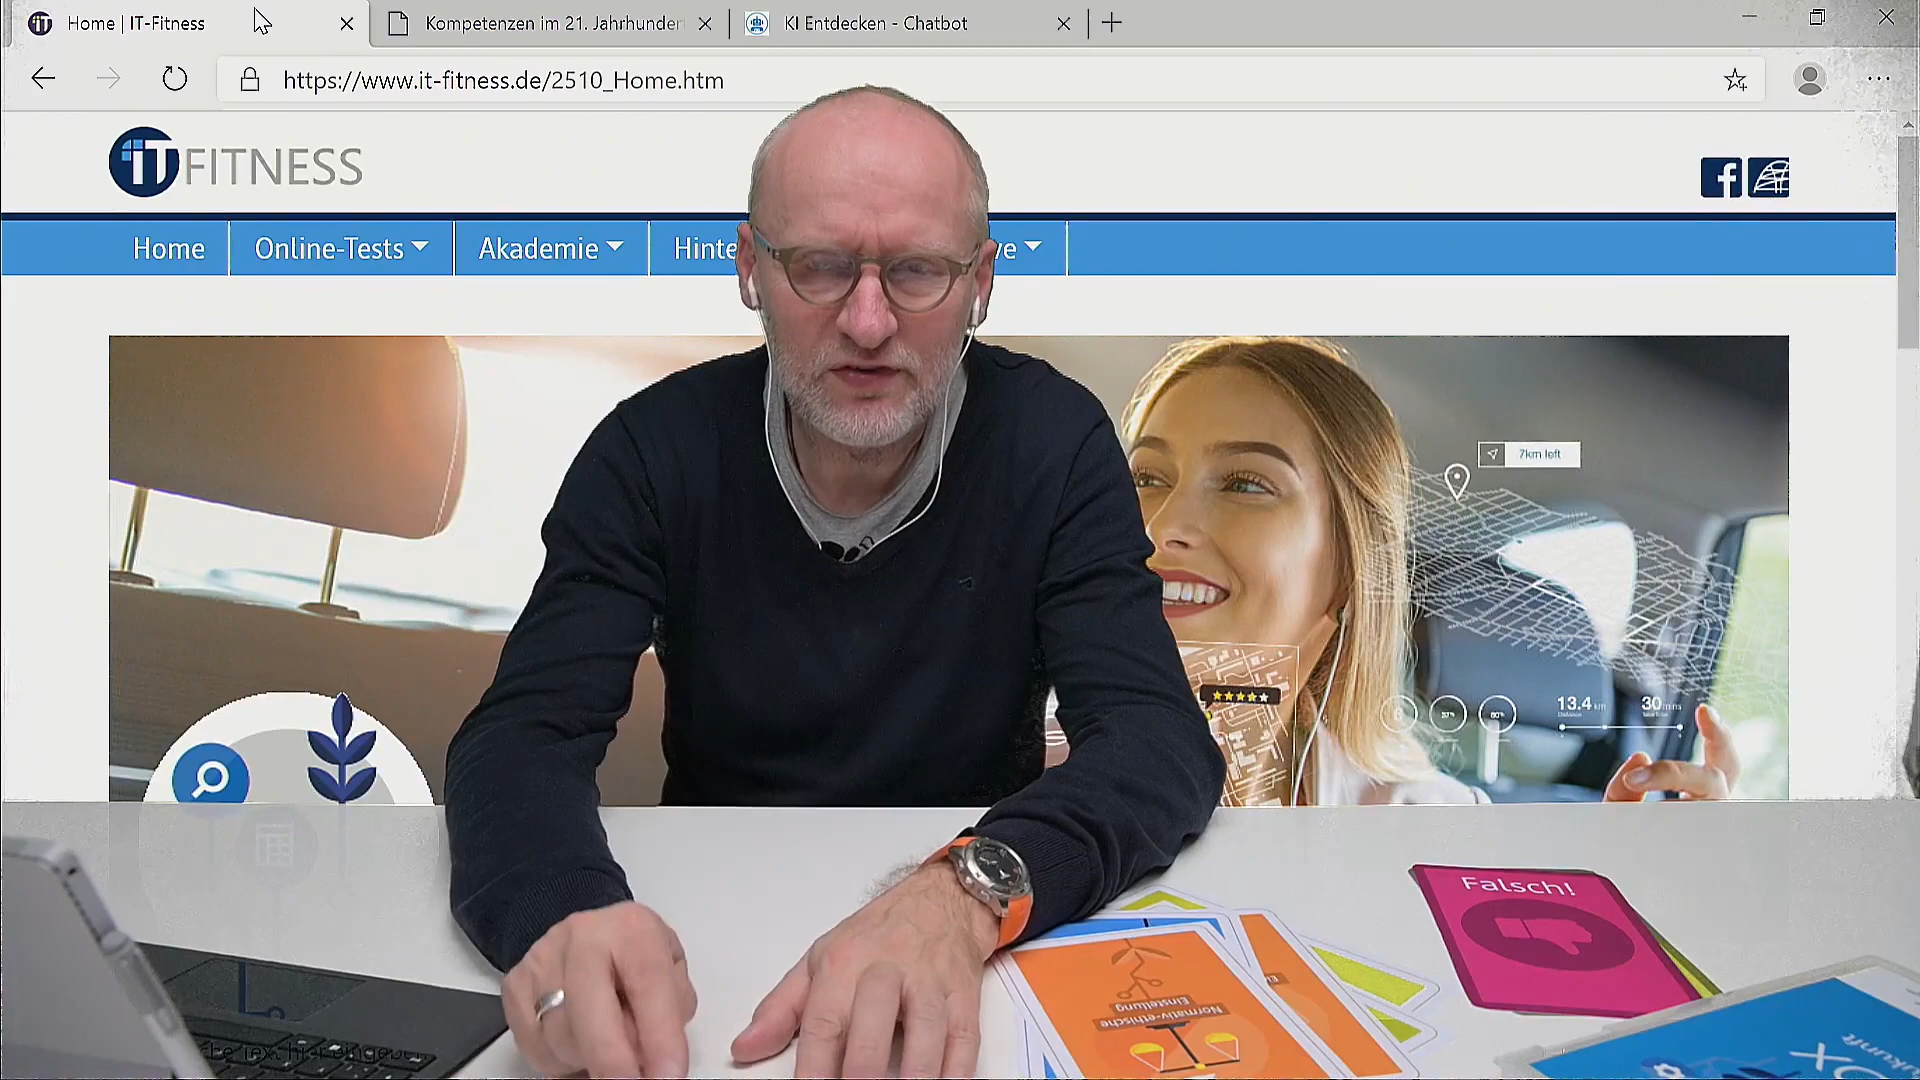 Home | IT-Fitness
Kompetenzen im 21. Jahrhunder
KI Entdecken - Chatbot
https://www.it-fitness.de/2510_Home.htm
iT FITNESS
Home
Online-Tests
Akademie
Hinte
ve
7km left
13.4 km
30 mins
Falsch!
Normativ-ethische
Einstellung